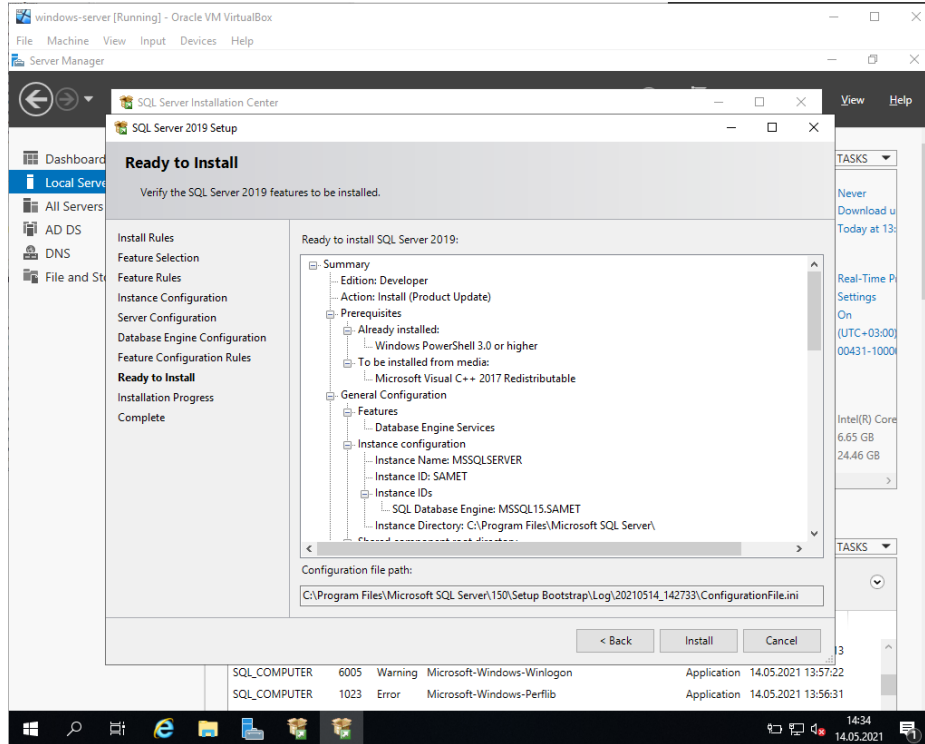 windows-server [Running] - Oracle VM VirtualBox
File Machine View Input Devices Help
Server Manager
View Help
SQL Server Installation Center
SQL Server 2019 Setup
Ready to Install
Verify the SQL Server 2019 features to be installed.
Dashboard
Local Serve
All Servers
AD DS
DNS
File and Sto
Install Rules
Feature Selection
Feature Rules
Instance Configuration
Server Configuration
Database Engine Configuration
Feature Configuration Rules
Ready to Install
Installation Progress
Complete
Ready to install SQL Server 2019:
Summary
Edition: Developer
Action: Install (Product Update)
Prerequisites
Already installed:
Windows PowerShell 3.0 or higher
To be installed from media:
Microsoft Visual C++ 2017 Redistributable
General Configuration
Features
Database Engine Services
Instance configuration
Instance Name: MSSQLSERVER
Instance ID: SAMET
Instance IDs
SQL Database Engine: MSSQL15.SAMET
Instance Directory: C:\Program Files\Microsoft SQL Server\
Shared component root directory
Configuration file path:
C:\Program Files\Microsoft SQL Server\150\Setup Bootstrap\Log\20210514_142733\ConfigurationFile.ini
< Back Install Cancel
TASKS
Never
Download u
Today at 13:
Real-Time P
Settings
On
(UTC+03:00)
00431-1000
Intel(R) Core
6.65 GB
24.46 GB
TASKS
13
SQL_COMPUTER 6005 Warning Microsoft-Windows-Winlogon Application 14.05.2021 13:57:22
SQL_COMPUTER 1023 Error Microsoft-Windows-Perflib Application 14.05.2021 13:56:31
14:34
14.05.2021
1